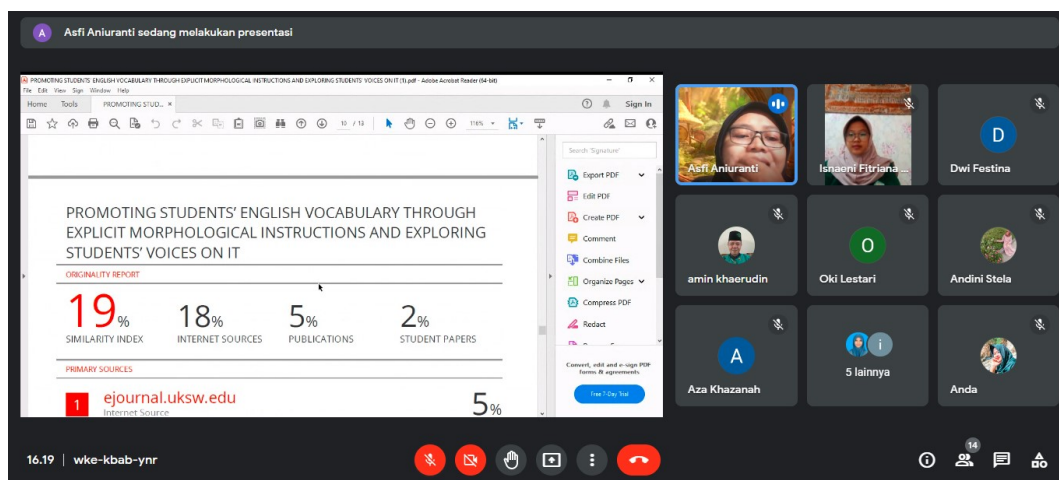 A Asfi Aniuranti sedang melakukan presentasi
PROMOTING STUDENTS' ENGLISH VOCABULARY THROUGH EXPLICIT MORPHOLOGICAL INSTRUCTIONS AND EXPLORING STUDENTS' VOICES ON IT (1).pdf - Adobe Acrobat Reader (64-bit)
File Edit View Sign Window Help
Home Tools PROMOTING STUD... × Sign In
10 / 13 116%
PROMOTING STUDENTS' ENGLISH VOCABULARY THROUGH
EXPLICIT MORPHOLOGICAL INSTRUCTIONS AND EXPLORING
STUDENTS' VOICES ON IT
ORIGINALITY REPORT
19% 18% 5% 2%
SIMILARITY INDEX INTERNET SOURCES PUBLICATIONS STUDENT PAPERS
PRIMARY SOURCES
1 ejournal.uksw.edu 5%
Internet Source
Search 'Signature'
Export PDF
Edit PDF
Create PDF
Comment
Combine Files
Organize Pages
Compress PDF
Redact
Convert, edit and e-sign PDF
forms & agreements
Free 7-Day Trial
Asfi Aniuranti
Isnaeni Fitriana ...
D
Dwi Festina
amin khaerudin
O
Oki Lestari
Andini Stela
A
Aza Khazanah
i
5 lainnya
Anda
16.19 | wke-kbab-ynr
14